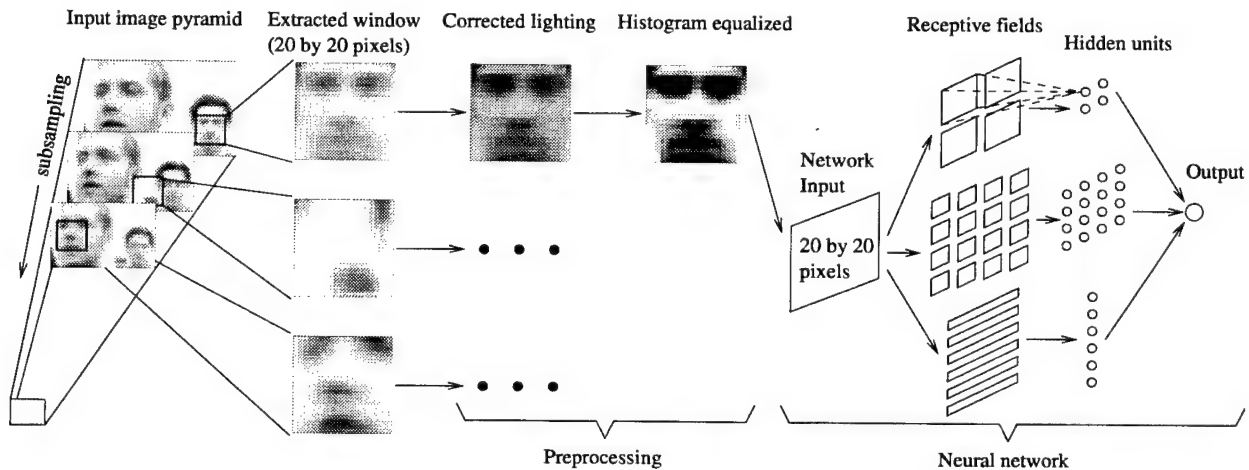 Input image pyramid
Extracted window
(20 by 20 pixels)
Corrected lighting
Histogram equalized
Receptive fields
Hidden units
subsampling
Network
Input
20 by 20
pixels
Output
Preprocessing
Neural network